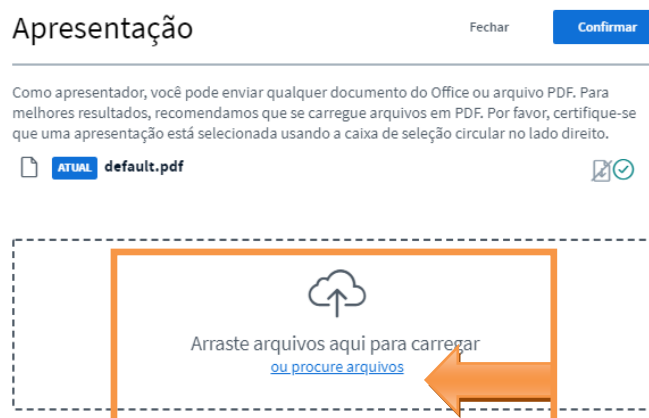 Apresentação
Fechar
Confirmar
Como apresentador, você pode enviar qualquer documento do Office ou arquivo PDF. Para
melhores resultados, recomendamos que se carregue arquivos em PDF. Por favor, certifique-se
que uma apresentação está selecionada usando a caixa de seleção circular no lado direito.
ATUAL default.pdf
Arraste arquivos aqui para carregar
ou procure arquivos